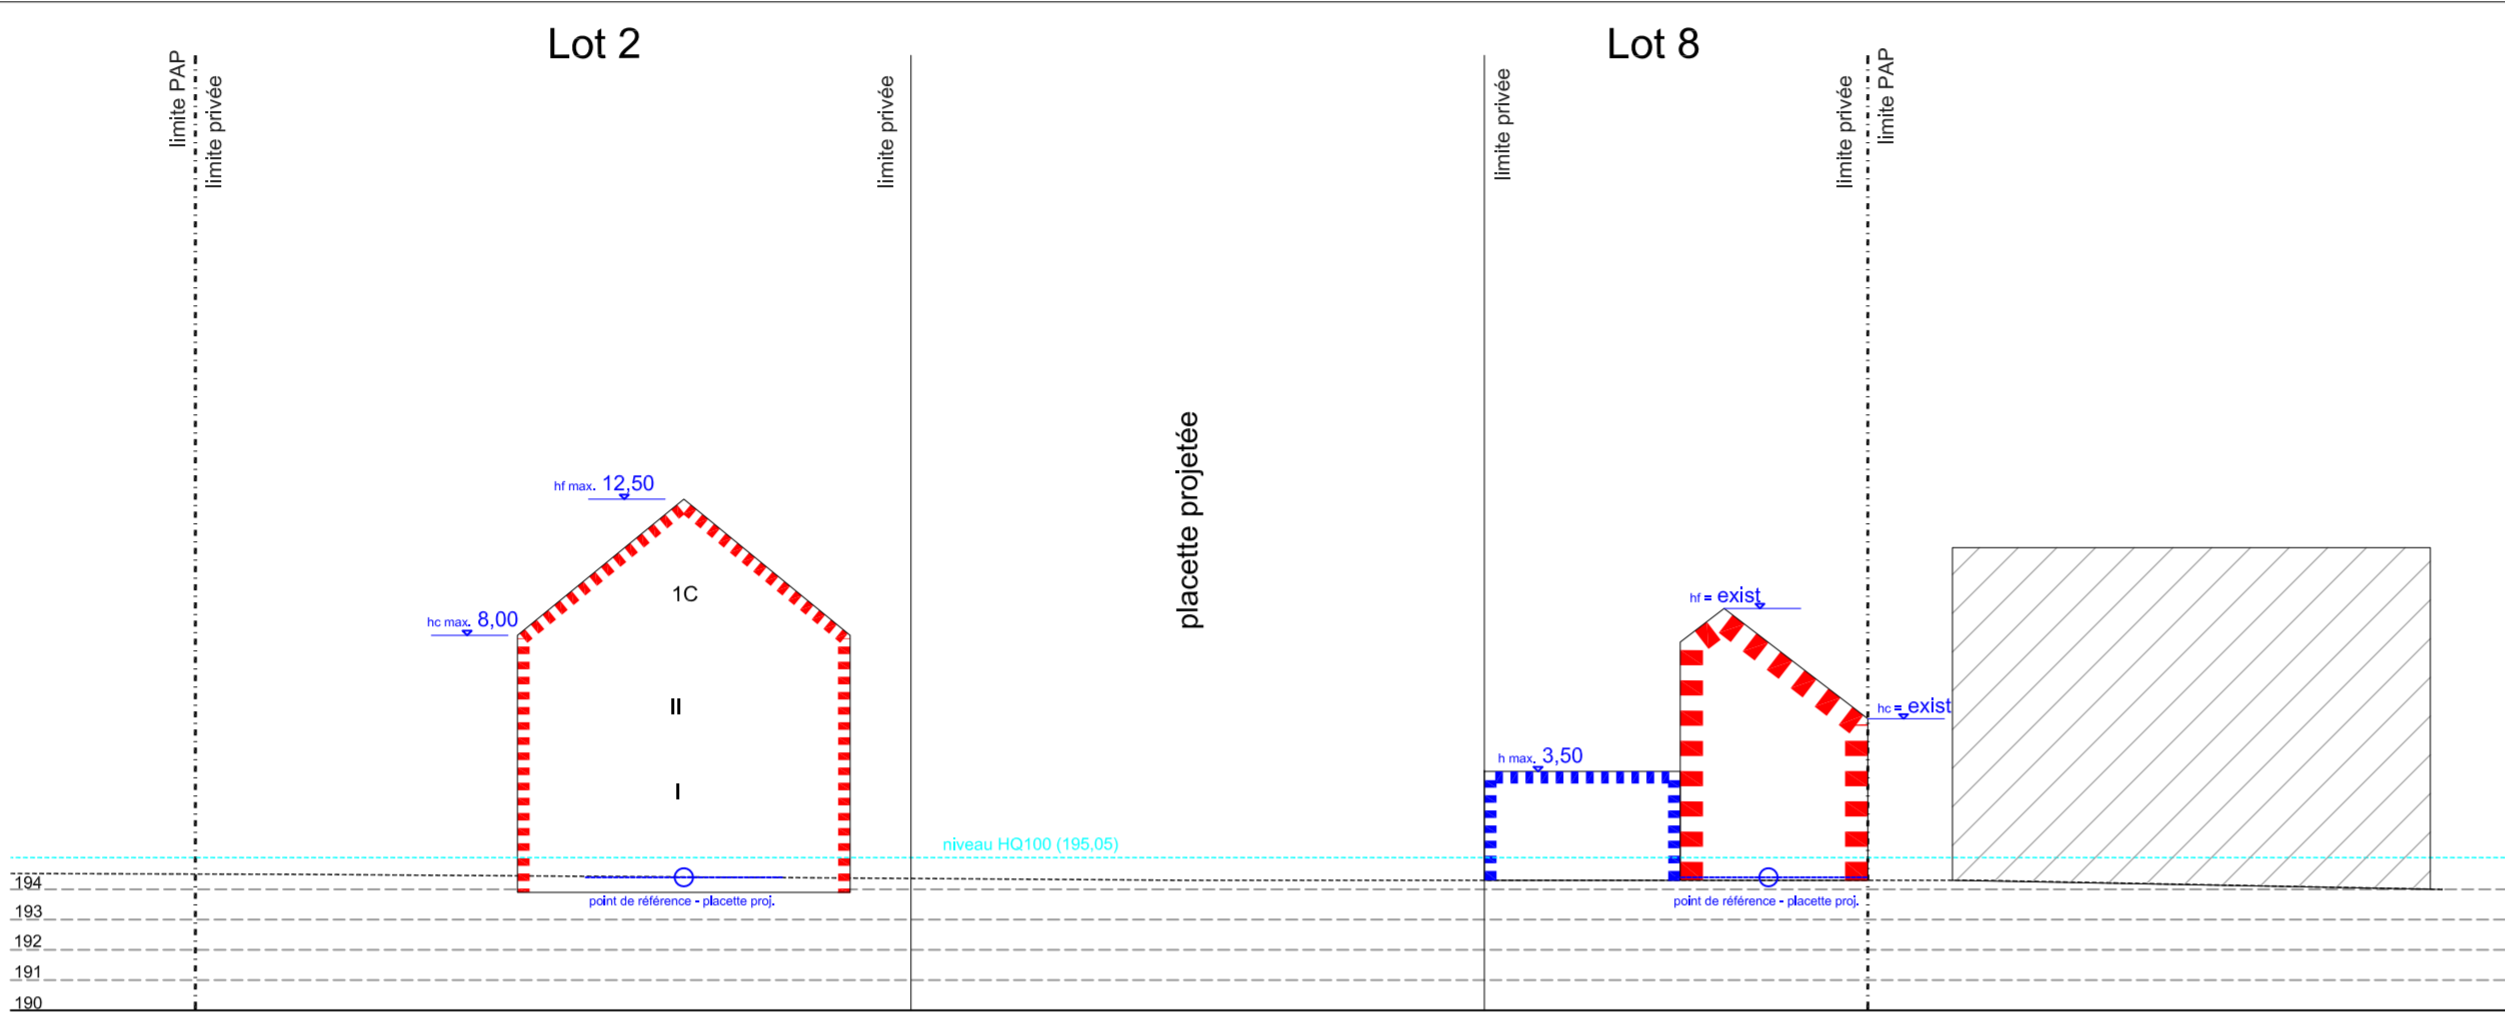 Lot 2
Lot 8
limite PAP
limite privée
limite privée
limite privée
limite privée
limite PAP
placette projetée
hf max. 12,50
hc max. 8,00
1C
II
I
hf = exist
hc = exist
h max. 3,50
niveau HQ100 (195,05)
point de référence - placette proj.
point de référence - placette proj.
194
193
192
191
190